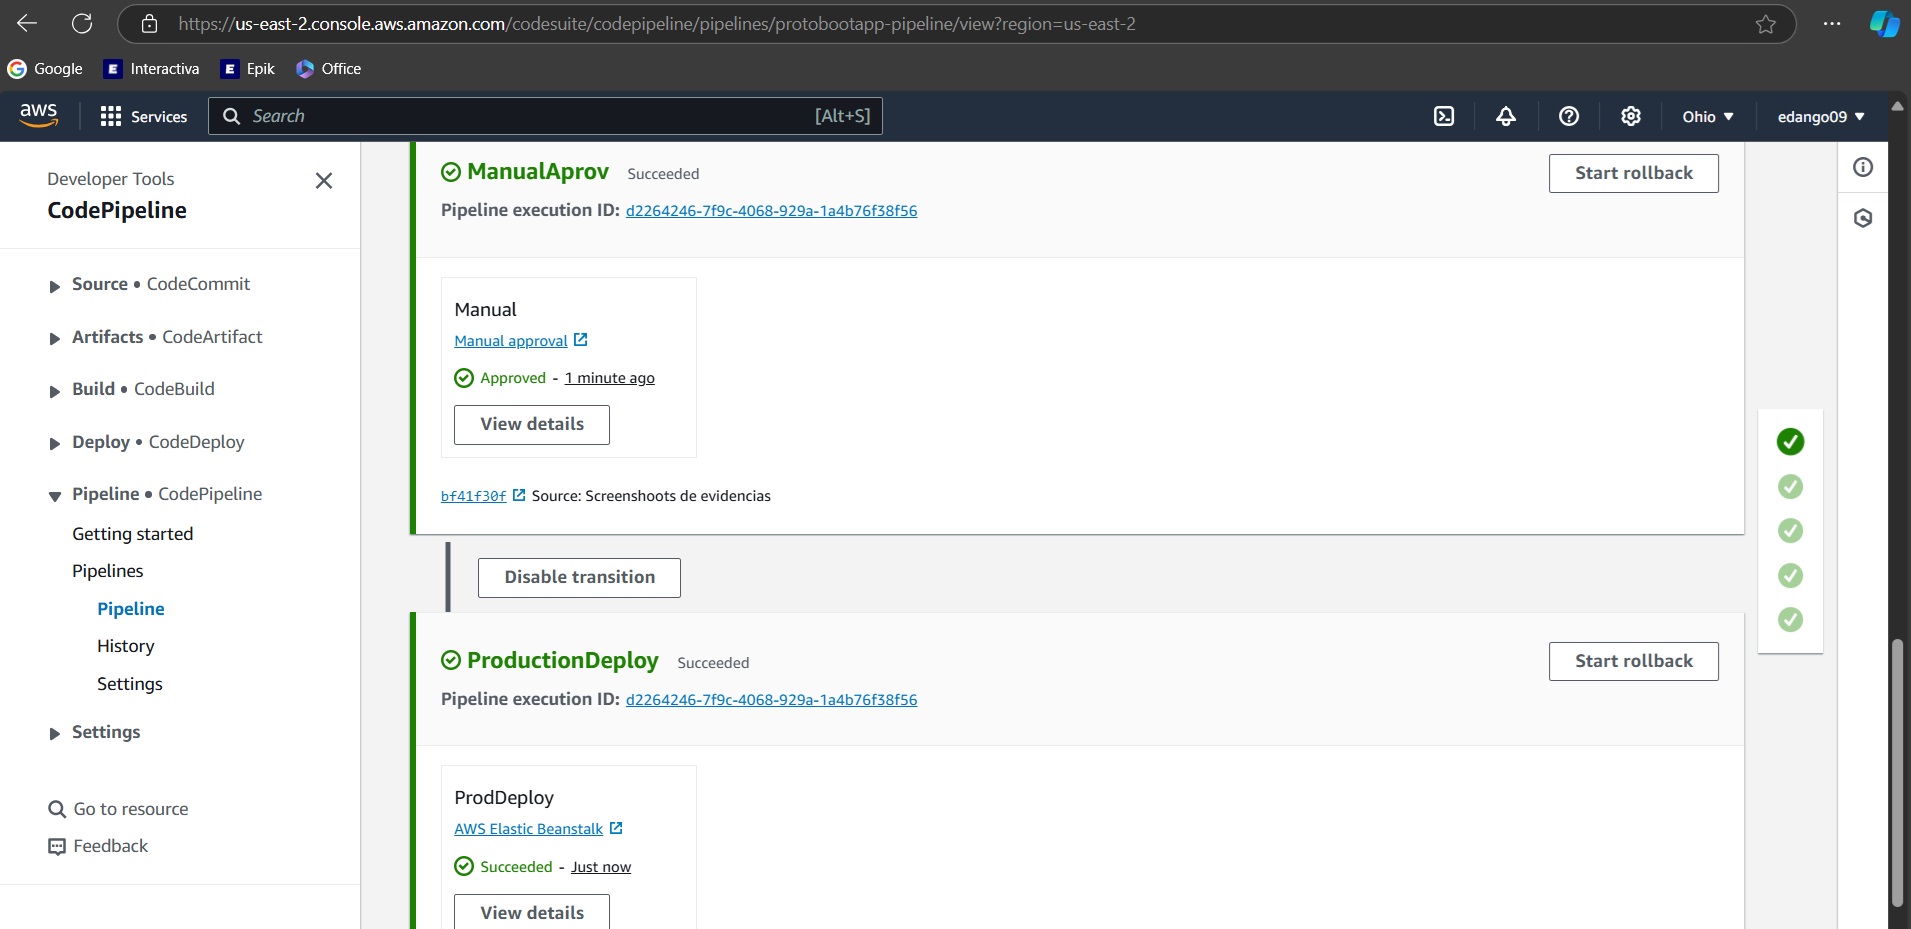 https://us-east-2.console.aws.amazon.com/codesuite/codepipeline/pipelines/protobootapp-pipeline/view?region=us-east-2
Google
Interactiva
Epik
Office
aws
Services
Search
[Alt+S]
Ohio
edango09
Developer Tools
CodePipeline
Source • CodeCommit
Artifacts • CodeArtifact
Build • CodeBuild
Deploy • CodeDeploy
Pipeline • CodePipeline
Getting started
Pipelines
Pipeline
History
Settings
Settings
Go to resource
Feedback
ManualAprov Succeeded
Start rollback
Pipeline execution ID: d2264246-7f9c-4068-929a-1a4b76f38f56
Manual
Manual approval
Approved - 1 minute ago
View details
bf41f30f Source: Screenshoots de evidencias
Disable transition
ProductionDeploy Succeeded
Start rollback
Pipeline execution ID: d2264246-7f9c-4068-929a-1a4b76f38f56
ProdDeploy
AWS Elastic Beanstalk
Succeeded - Just now
View details